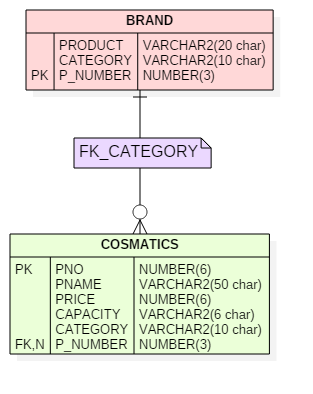 BRAND
PRODUCT VARCHAR2(20 char)
CATEGORY VARCHAR2(10 char)
PK P_NUMBER NUMBER(3)
FK_CATEGORY
COSMATICS
PK PNO NUMBER(6)
PNAME VARCHAR2(50 char)
PRICE NUMBER(6)
CAPACITY VARCHAR2(6 char)
CATEGORY VARCHAR2(10 char)
FK,N P_NUMBER NUMBER(3)